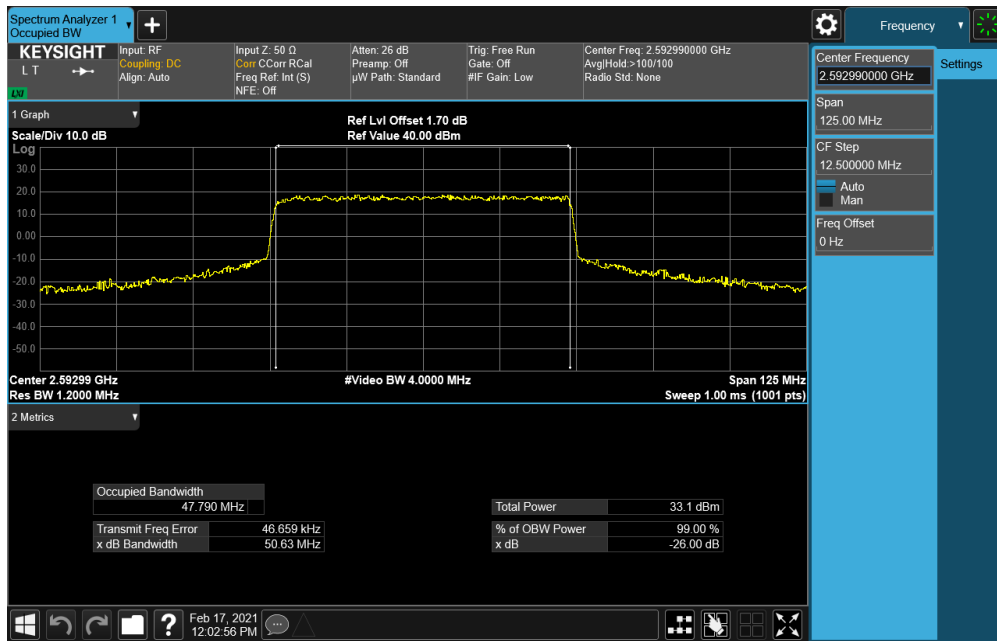 Spectrum Analyzer 1
Occupied BW
Frequency
KEYSIGHT
L T
LXI
Input: RF
Coupling: DC
Align: Auto
Input Z: 50 Ω
Corr CCorr RCal
Freq Ref: Int (S)
NFE: Off
Atten: 26 dB
Preamp: Off
µW Path: Standard
Trig: Free Run
Gate: Off
#IF Gain: Low
Center Freq: 2.592990000 GHz
Avg|Hold:>100/100
Radio Std: None
Center Frequency
2.592990000 GHz
Settings
Span
125.00 MHz
CF Step
12.500000 MHz
Auto
Man
Freq Offset
0 Hz
1 Graph
Scale/Div 10.0 dB
Ref Lvl Offset 1.70 dB
Ref Value 40.00 dBm
Log
30.0
20.0
10.0
0.00
-10.0
-20.0
-30.0
-40.0
-50.0
Center 2.59299 GHz
#Video BW 4.0000 MHz
Span 125 MHz
Res BW 1.2000 MHz
Sweep 1.00 ms (1001 pts)
2 Metrics
Occupied Bandwidth
47.790 MHz
Transmit Freq Error 46.659 kHz
x dB Bandwidth 50.63 MHz
Total Power 33.1 dBm
% of OBW Power 99.00 %
x dB -26.00 dB
Feb 17, 2021
12:02:56 PM